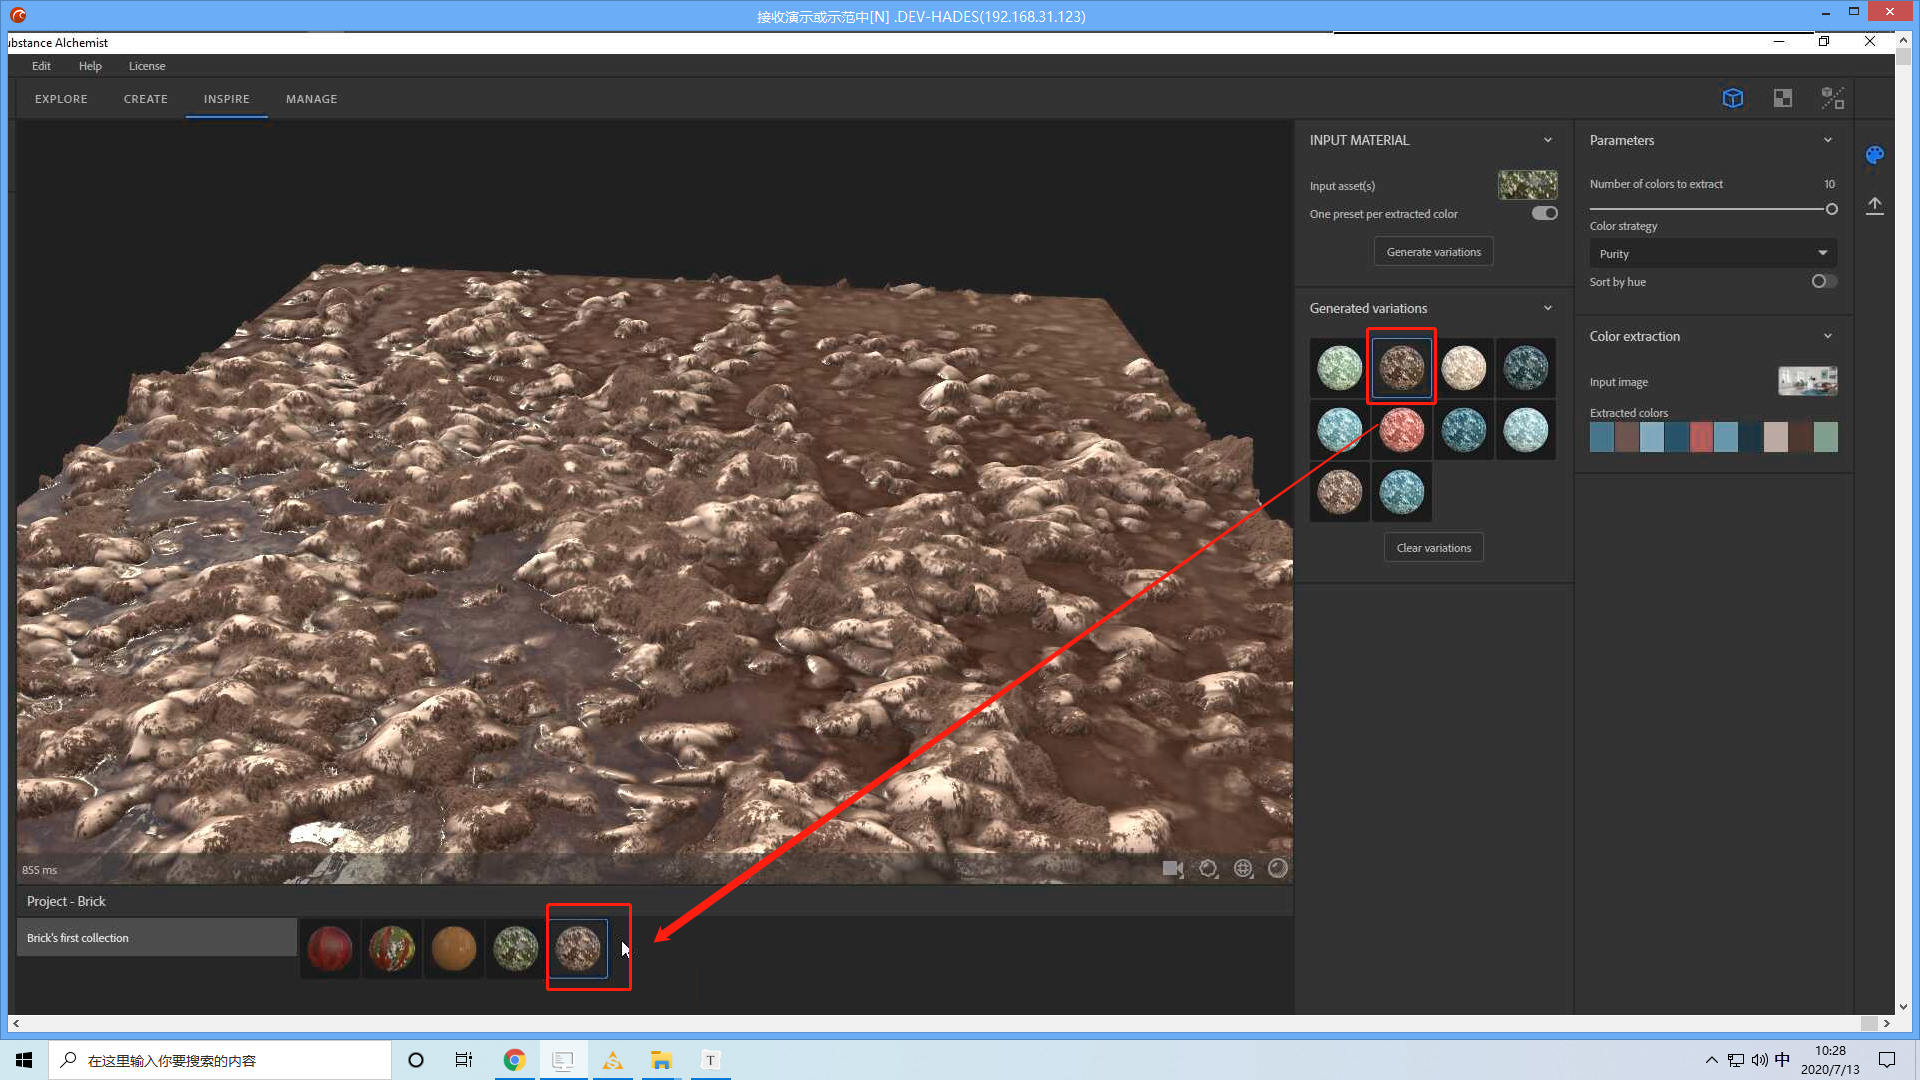 接收演示或示范中[N] .DEV-HADES(192.168.31.123)
ubstance Alchemist
Edit Help License
EXPLORE CREATE INSPIRE MANAGE
INPUT MATERIAL
Input asset(s)
One preset per extracted color
Generate variations
Generated variations
Clear variations
Parameters
Number of colors to extract 10
Color strategy
Purity
Sort by hue
Color extraction
Input image
Extracted colors
855 ms
Project - Brick
Brick's first collection
在这里输入你要搜索的内容
T
中
10:28
2020/7/13